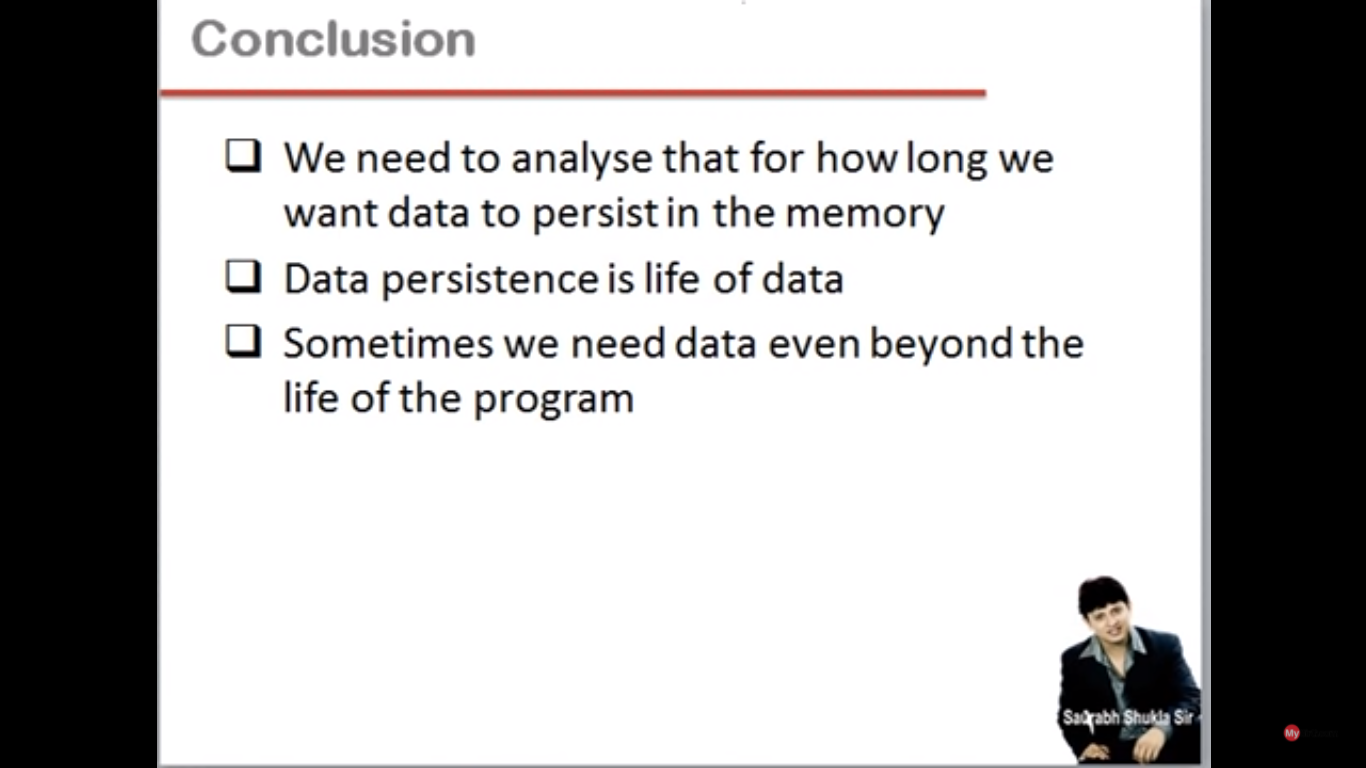 Conclusion
We need to analyse that for how long we
want data to persist in the memory
Data persistence is life of data
Sometimes we need data even beyond the
life of the program
Saurabh Shukla Sir
My